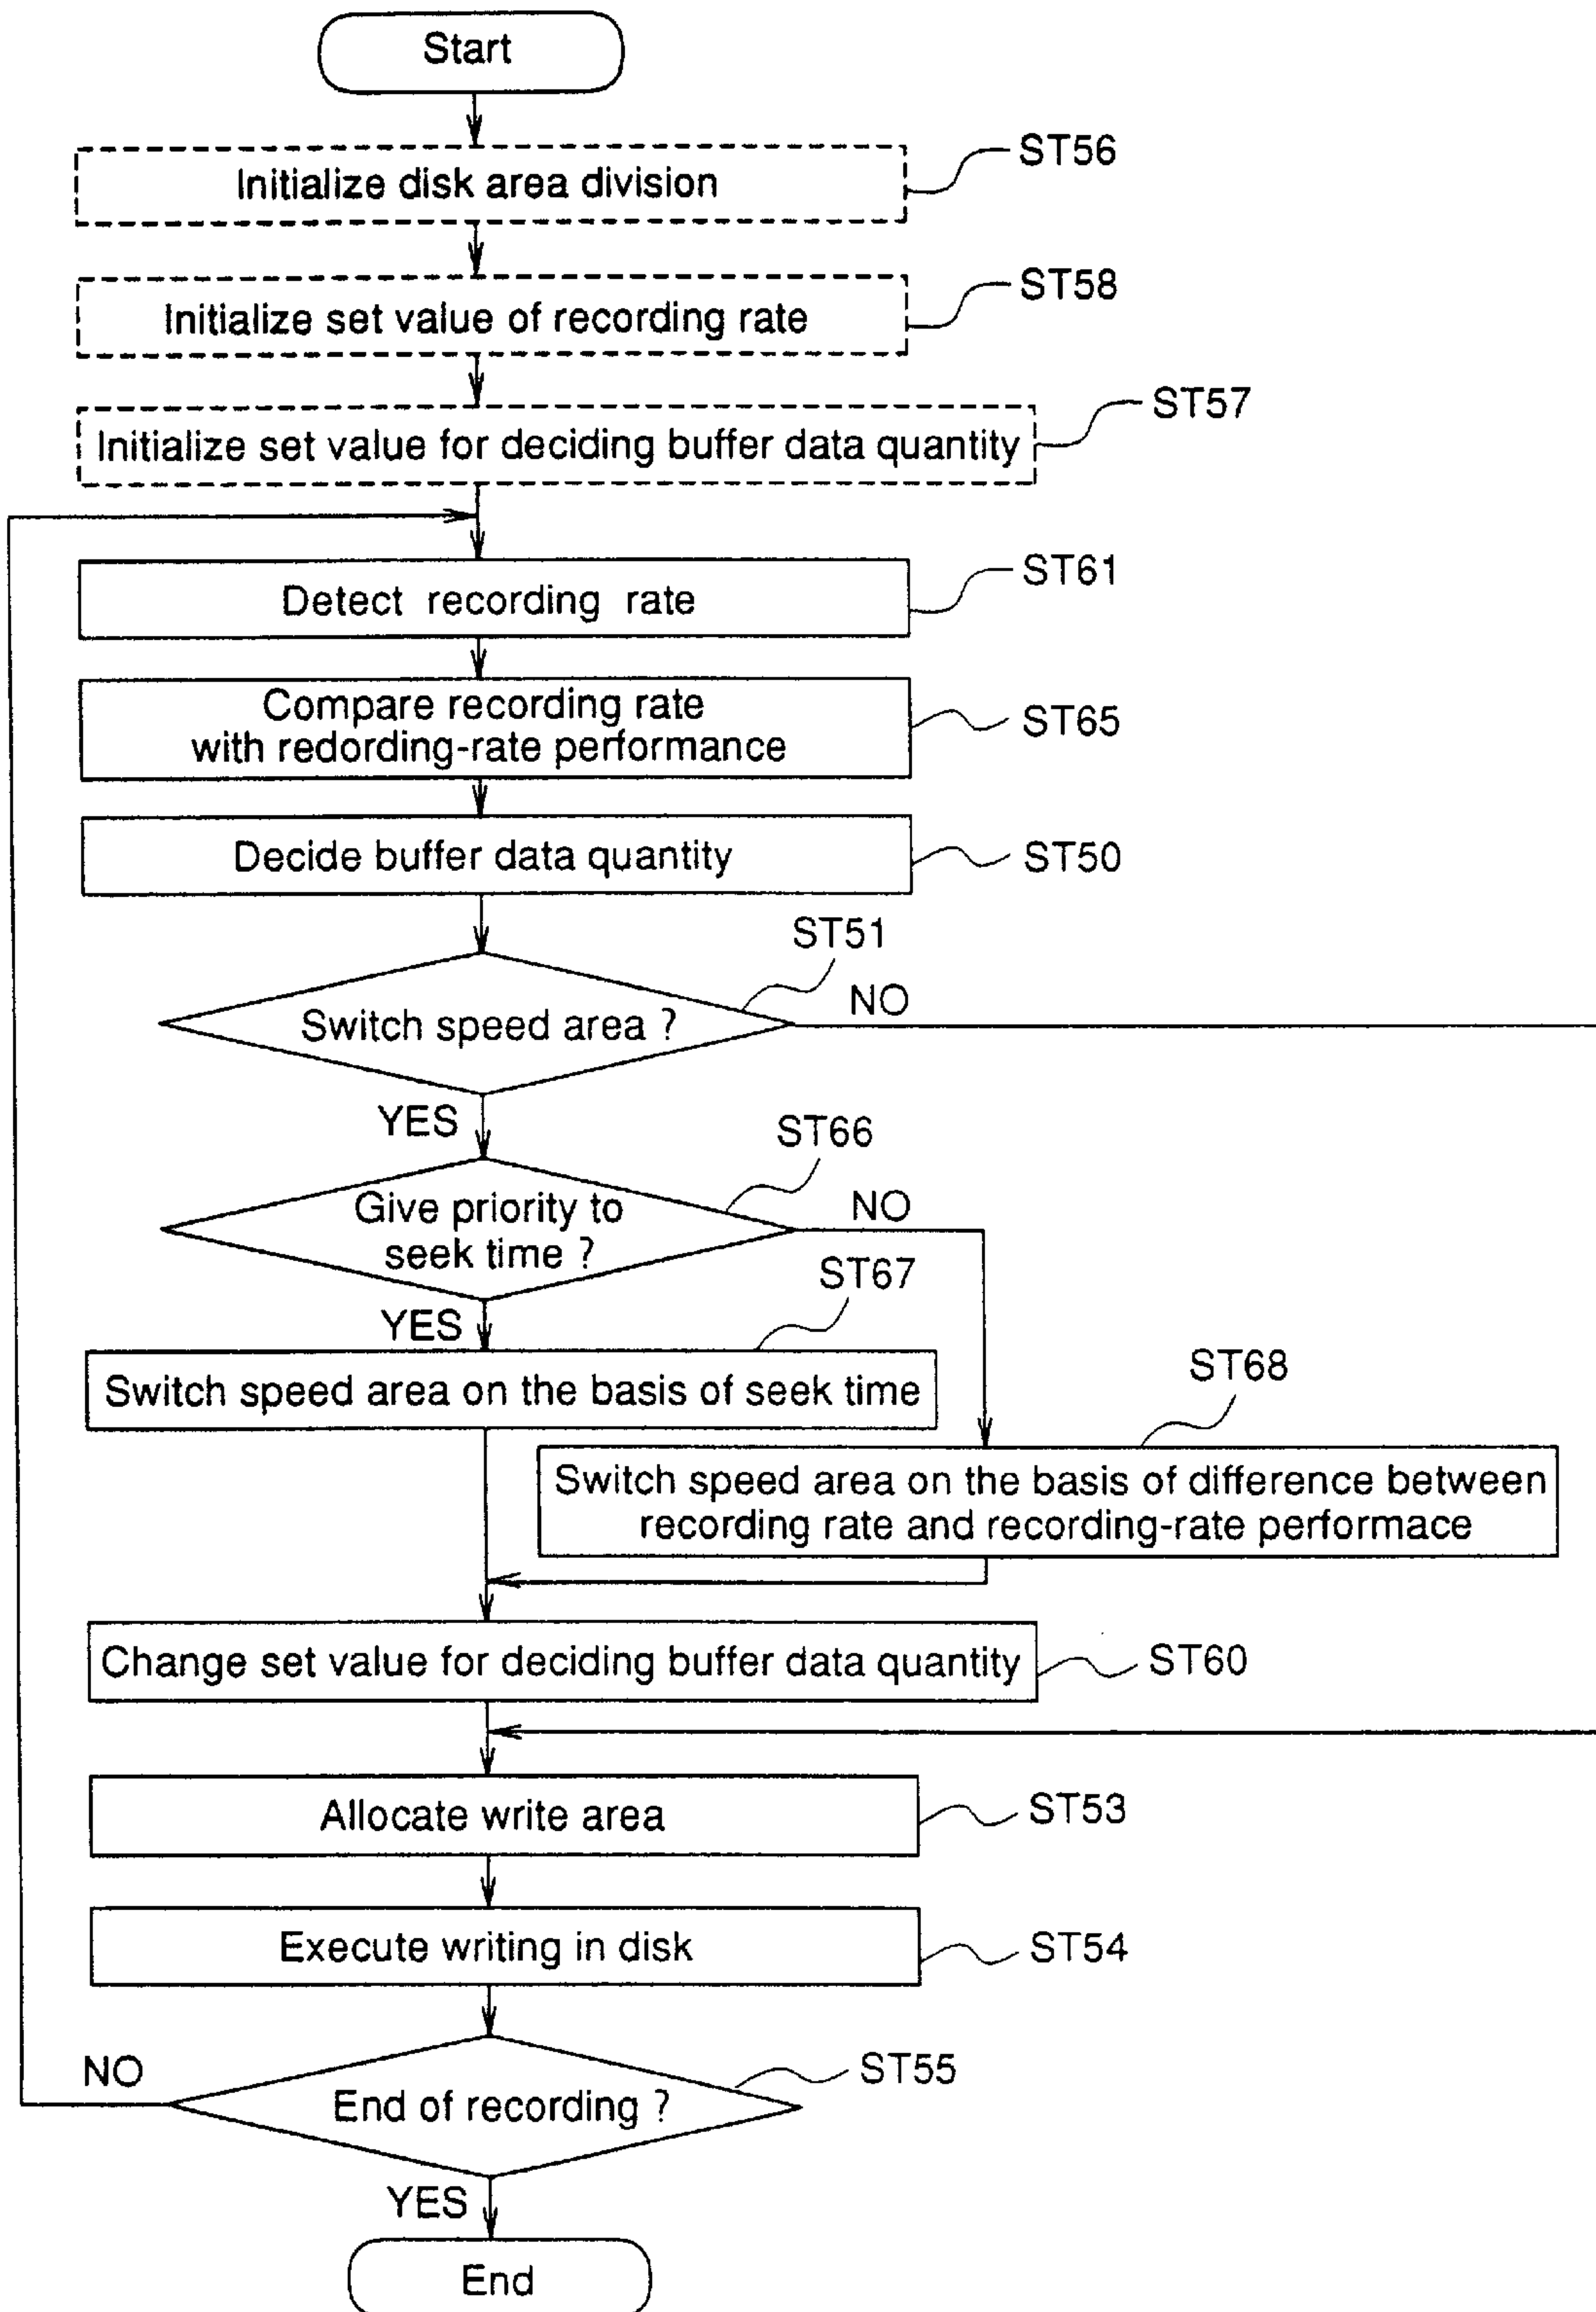 Start
Initialize disk area division
ST56
Initialize set value of recording rate
ST58
Initialize set value for deciding buffer data quantity
ST57
Detect recording rate
ST61
Compare recording rate
with redording-rate performance
ST65
Decide buffer data quantity
ST50
ST51
Switch speed area ?
NO
YES
ST66
Give priority to
seek time ?
NO
YES
ST67
Switch speed area on the basis of seek time
ST68
Switch speed area on the basis of difference between
recording rate and recording-rate performace
Change set value for deciding buffer data quantity
ST60
Allocate write area
ST53
Execute writing in disk
ST54
End of recording ?
ST55
NO
YES
End